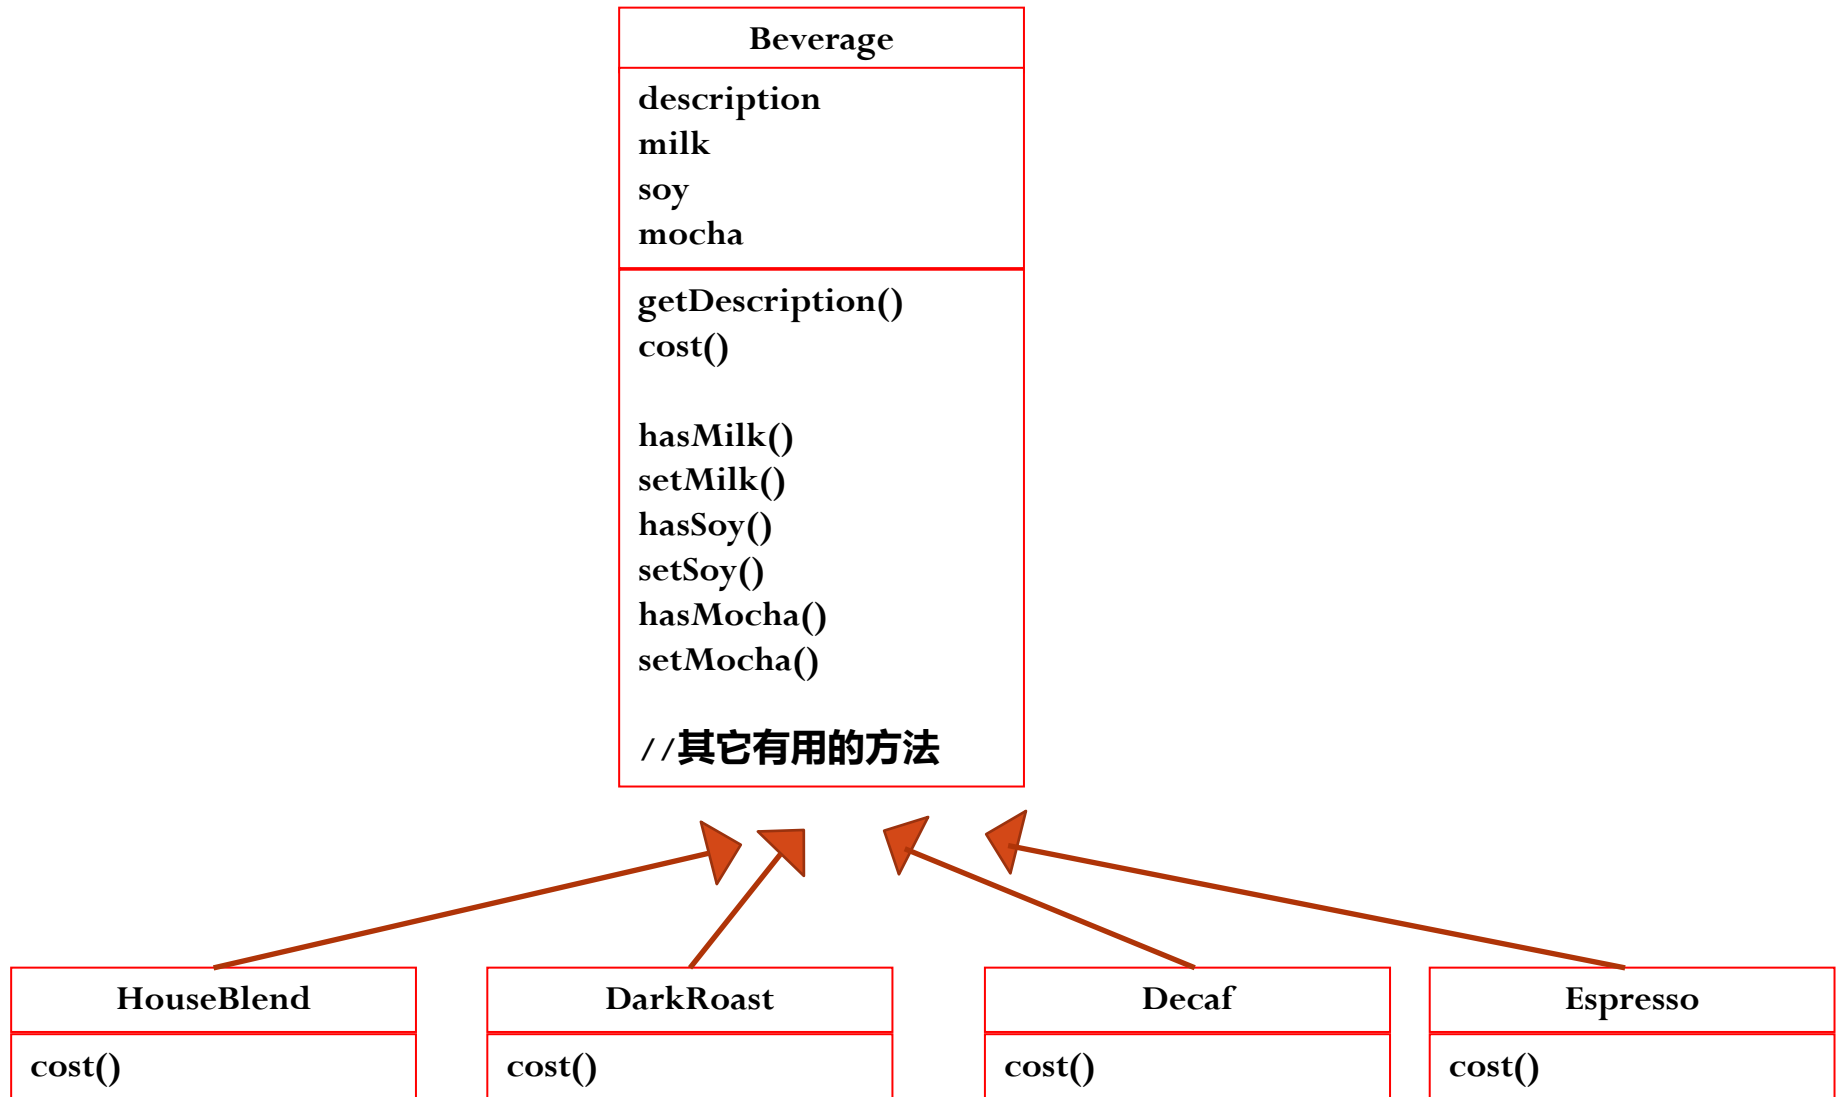 Beverage
description
milk
soy
mocha
getDescription()
cost()
hasMilk()
setMilk()
hasSoy()
setSoy()
hasMocha()
setMocha()
//其它有用的方法
HouseBlend
cost()
DarkRoast
cost()
Decaf
cost()
Espresso
cost()